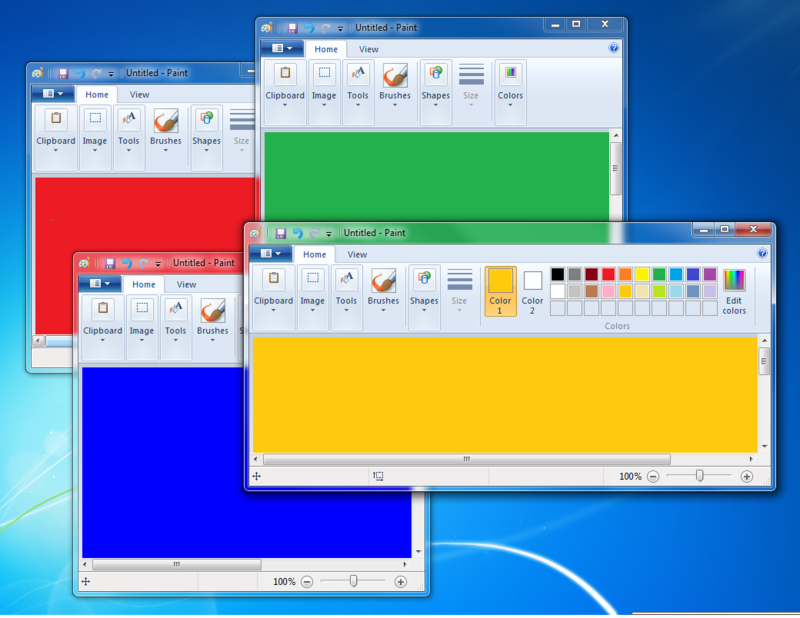 Untitled - Paint
Home View
Clipboard Image Tools Brushes Shapes Size Colors
Untitled - Paint
Home View
Clipboard Image Tools Brushes Shapes Size
Untitled - Paint
Home View
Clipboard Image Tools Brushes Shapes Size Color 1 Color 2 Edit colors
Colors
100%
Untitled - Paint
Home View
Clipboard Image Tools Brushes
100%